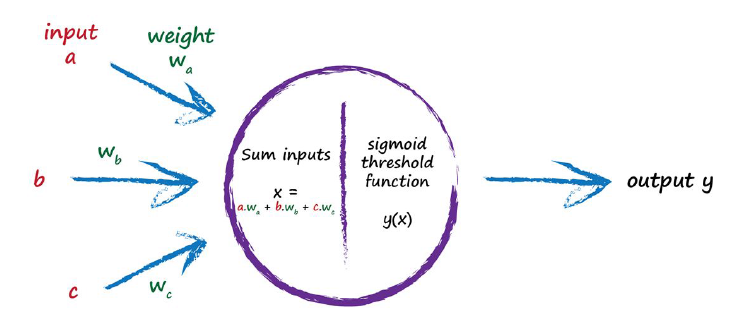 input
a
weight
wa
b
wb
c
wc
Sum inputs
x =
a.wa + b.wb + c.wc
sigmoid
threshold
function
y(x)
output y